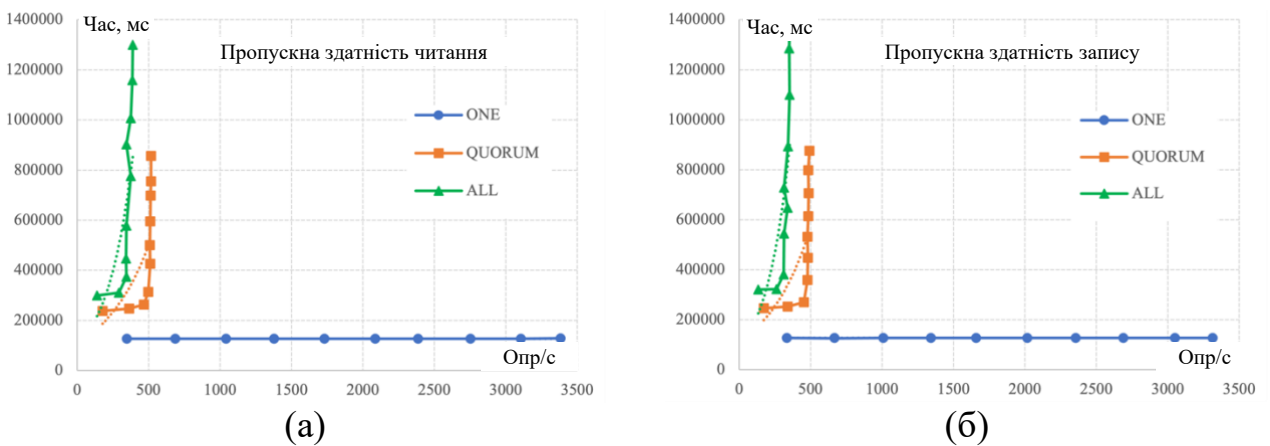 1400000
Час, мс
Пропускна здатність читання
1200000
1000000
800000
600000
400000
200000
0
ONE
QUORUM
ALL
Опр/с
0 500 1000 1500 2000 2500 3000 3500
(а)
1400000
Час, мс
Пропускна здатність запису
1200000
1000000
800000
600000
400000
200000
0
ONE
QUORUM
ALL
Опр/с
0 500 1000 1500 2000 2500 3000 3500
(б)